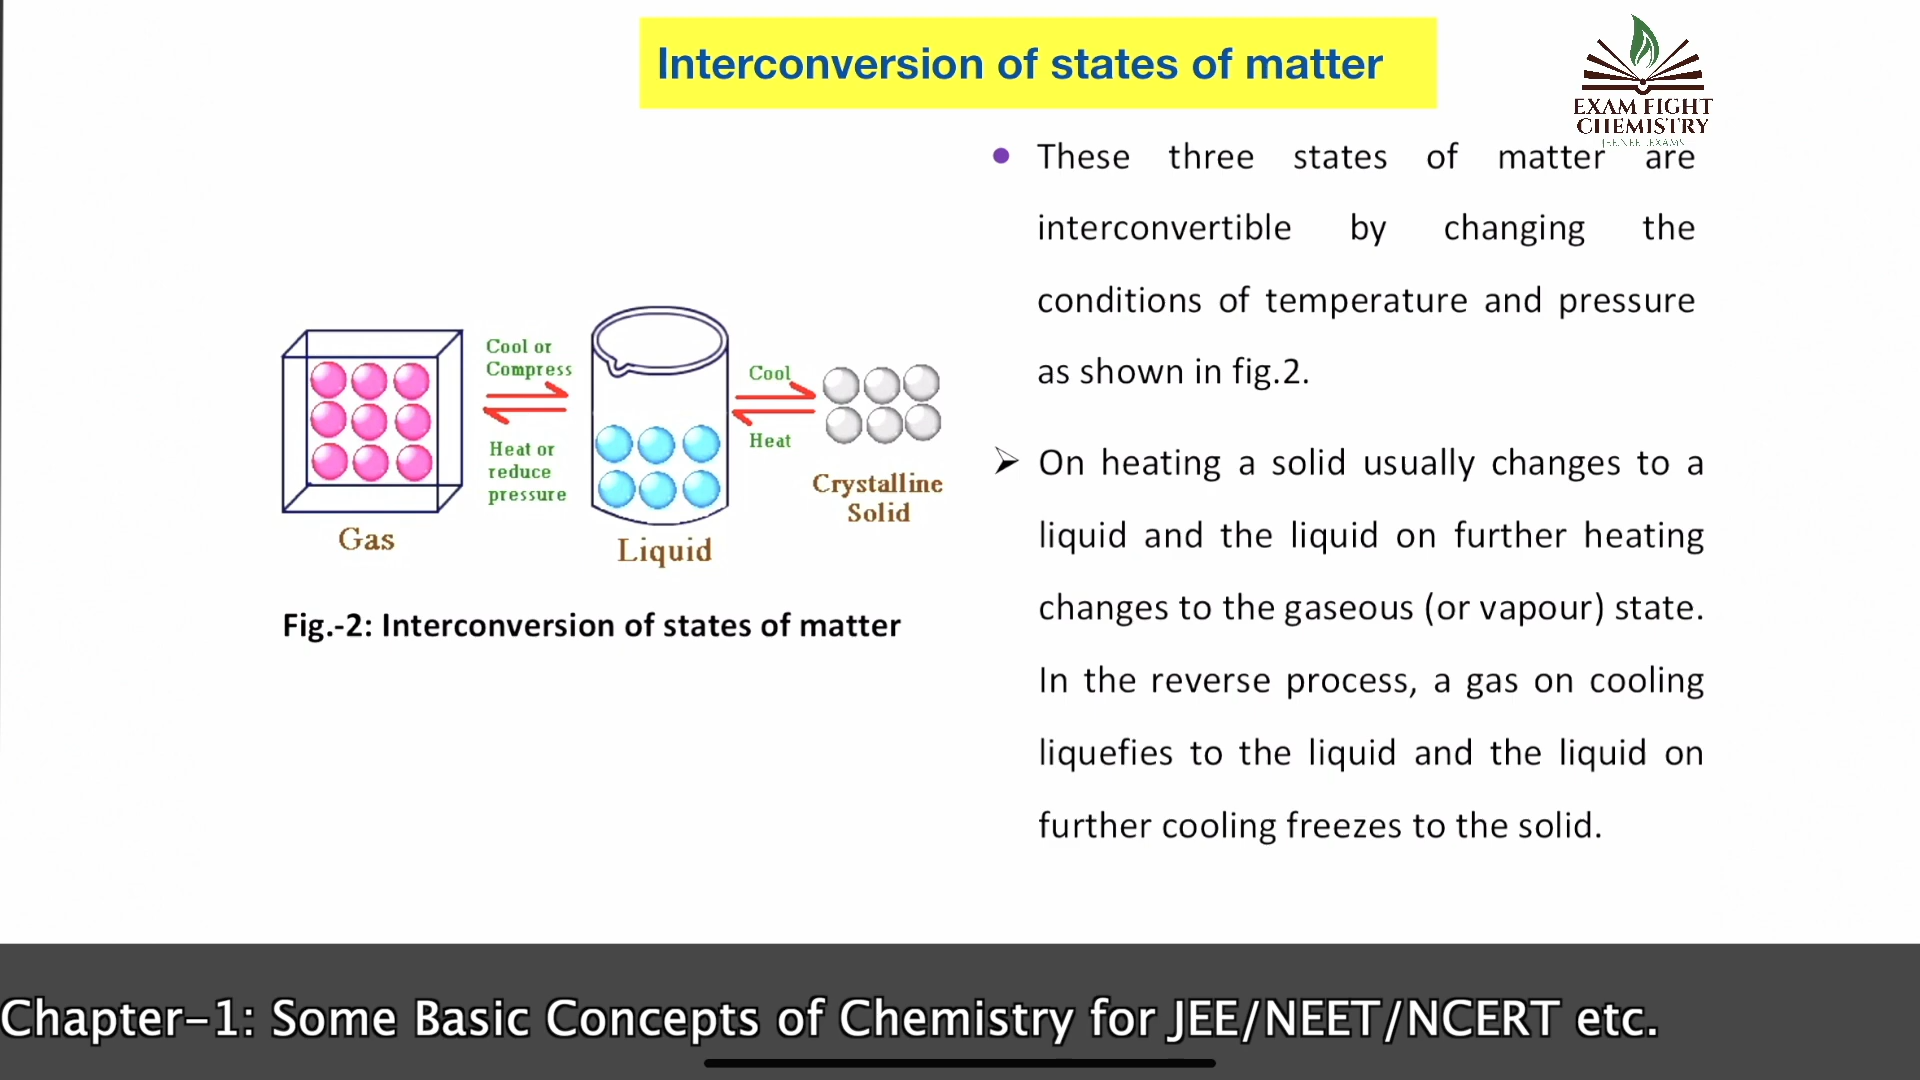 Interconversion of states of matter
EXAM FIGHT
CHEMISTRY
These three states of matter are
interconvertible by changing the
conditions of temperature and pressure
as shown in fig.2.
On heating a solid usually changes to a
liquid and the liquid on further heating
changes to the gaseous (or vapour) state.
In the reverse process, a gas on cooling
liquefies to the liquid and the liquid on
further cooling freezes to the solid.
Cool or
Compress
Heat or
reduce
pressure
Cool
Heat
Gas
Liquid
Crystalline
Solid
Fig.-2: Interconversion of states of matter
Chapter-1: Some Basic Concepts of Chemistry for JEE/NEET/NCERT etc.